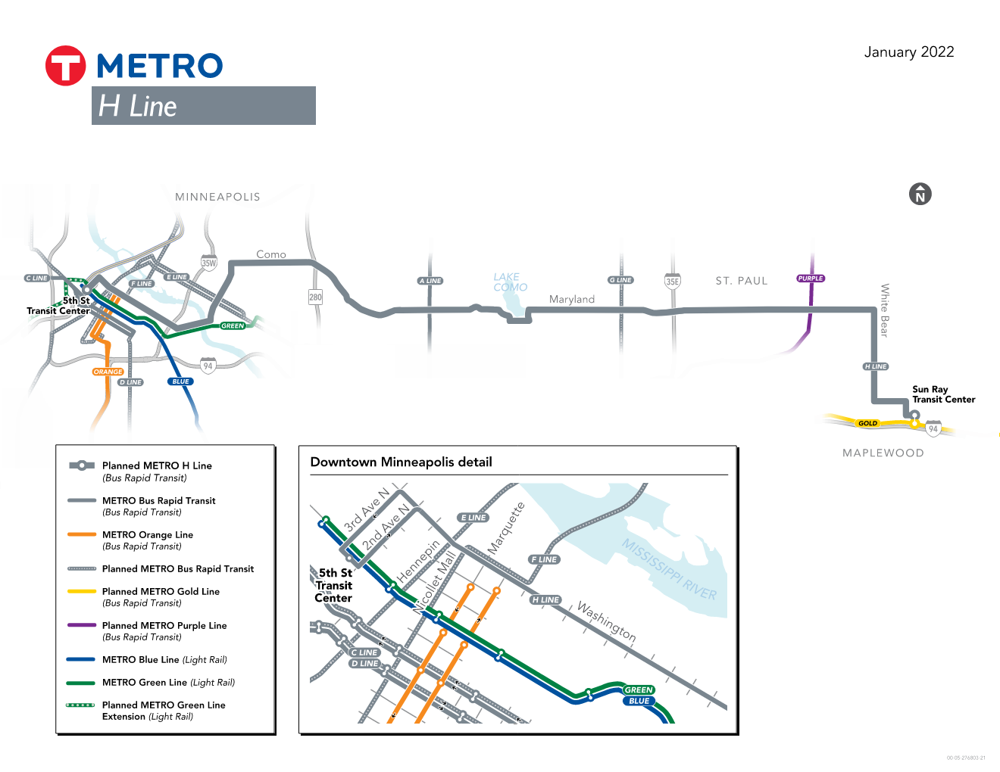 January 2022
T METRO
H Line
MINNEAPOLIS
N
Como
35W
C LINE
F LINE
E LINE
5th St
Transit Center
280
A LINE
LAKE
COMO
Maryland
G LINE
35E
ST. PAUL
PURPLE
White Bear
GREEN
ORANGE
D LINE
BLUE
94
H LINE
Sun Ray
Transit Center
GOLD
94
MAPLEWOOD
Planned METRO H Line
(Bus Rapid Transit)
METRO Bus Rapid Transit
(Bus Rapid Transit)
METRO Orange Line
(Bus Rapid Transit)
Planned METRO Bus Rapid Transit
Planned METRO Gold Line
(Bus Rapid Transit)
Planned METRO Purple Line
(Bus Rapid Transit)
METRO Blue Line (Light Rail)
METRO Green Line (Light Rail)
Planned METRO Green Line
Extension (Light Rail)
Downtown Minneapolis detail
3rd Ave N
2nd Ave N
E LINE
Marquette
Hennepin
Nicollet Mall
F LINE
MISSISSIPPI RIVER
5th St
Transit
Center
H LINE
Washington
C LINE
D LINE
GREEN
BLUE
00-05-276803-21